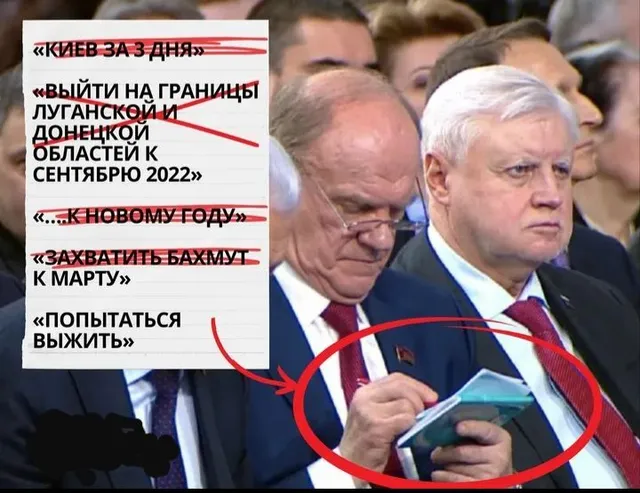 «КИЕВ ЗА 3 ДНЯ»
«ВЫЙТИ НА ГРАНИЦЫ
ЛУГАНСКОЙ И
ДОНЕЦКОЙ
ОБЛАСТЕЙ К
СЕНТЯБРЮ 2022»
«....К НОВОМУ ГОДУ»
«ЗАХВАТИТЬ БАХМУТ
К МАРТУ»
«ПОПЫТАТЬСЯ
ВЫЖИТЬ»